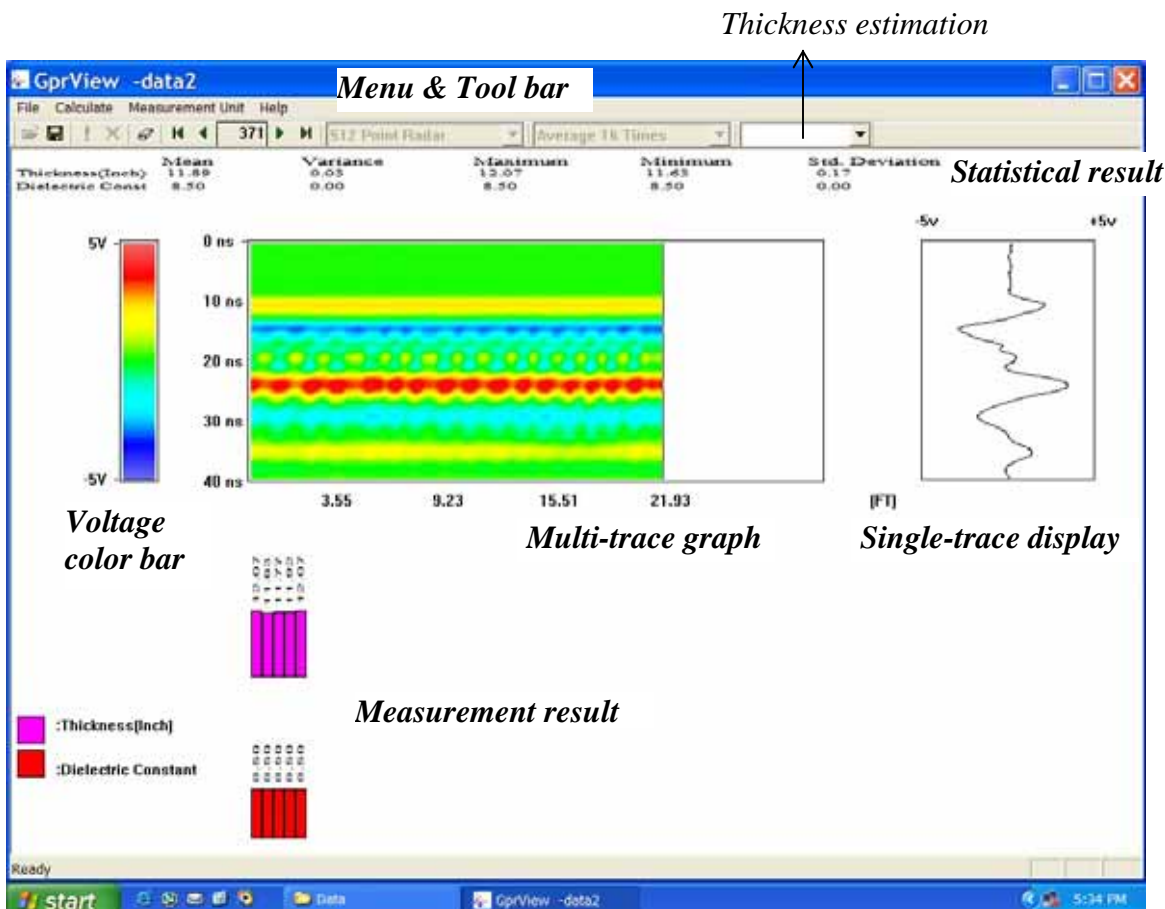 Thickness estimation
GprView -data2
Menu & Tool bar
File Calculate Measurement Unit Help
371 512 Point Radar Average 16 Times
Mean Variance Maximum Minimum Std. Deviation
Thickness(Inch) 11.89 0.03 12.07 11.63 0.17
Dielectric Const 8.50 0.00 8.50 8.50 0.00
Statistical result
-5v +5v
5V
-5V
0 ns
10 ns
20 ns
30 ns
40 ns
3.55 9.23 15.51 21.93 [FT]
Voltage
color bar
Multi-trace graph
Single-trace display
Measurement result
:Thickness[Inch]
:Dielectric Constant
Ready
start Data GprView -data2 5:34 PM